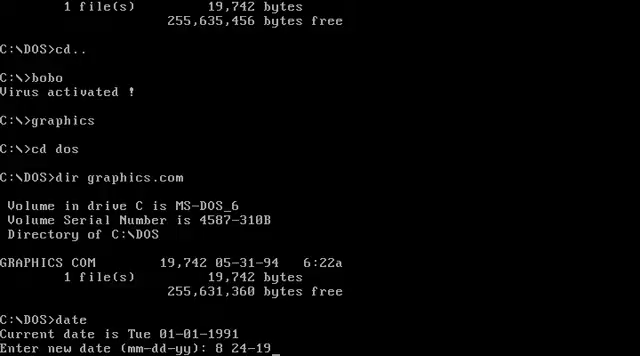 1 file(s) 19,742 bytes
255,635,456 bytes free
C:\DOS>cd..
C:\>bobo
Virus activated !
C:\>graphics
C:\>cd dos
C:\DOS>dir graphics.com
Volume in drive C is MS-DOS_6
Volume Serial Number is 4587-310B
Directory of C:\DOS
GRAPHICS COM 19,742 05-31-94 6:22a
1 file(s) 19,742 bytes
255,631,360 bytes free
C:\DOS>date
Current date is Tue 01-01-1991
Enter new date (mm-dd-yy): 8 24-19_